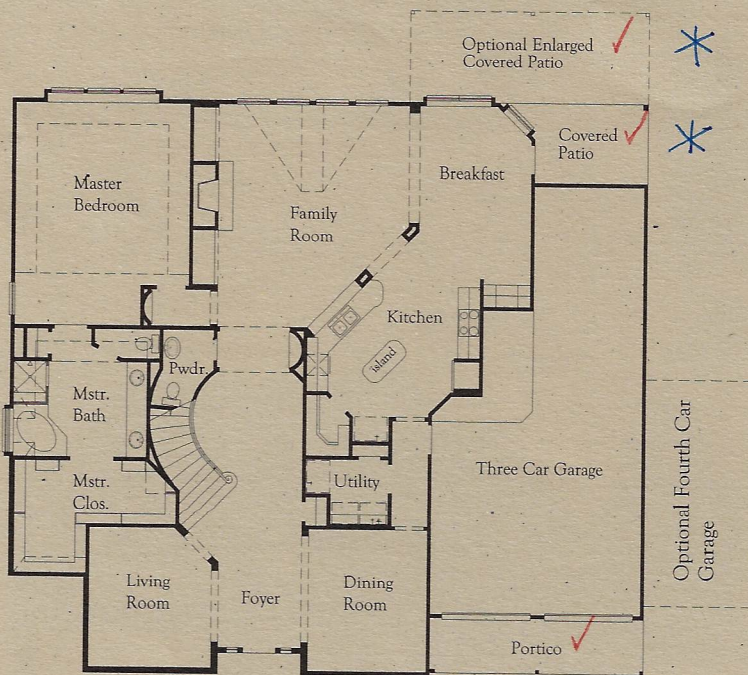 Optional Enlarged
Covered Patio
Covered
Patio
Breakfast
Master
Bedroom
Family
Room
Kitchen
island
Pwdr.
Mstr.
Bath
Mstr.
Clos.
Utility
Three Car Garage
Optional Fourth Car
Garage
Living
Room
Foyer
Dining
Room
Portico